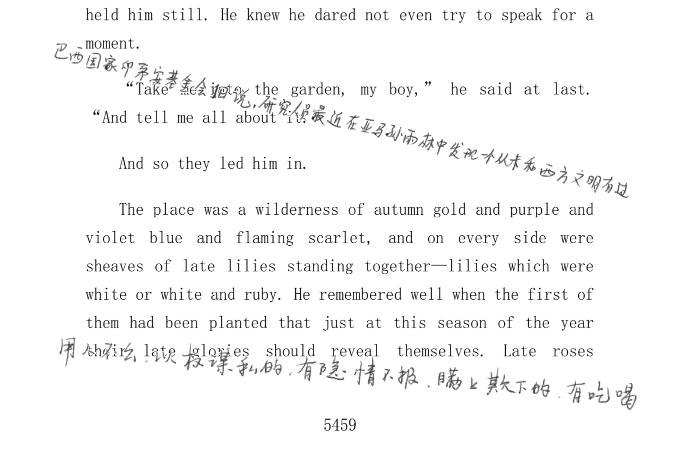 held him still. He knew he dared not even try to speak for a
moment.
巴西国家印第安基金会
说,研究人员最近在亚马孙雨林中发现个从未和西方文明有过
“Take me into the garden, my boy,” he said at last.
“And tell me all about it.”
And so they led him in.
The place was a wilderness of autumn gold and purple and
violet blue and flaming scarlet, and on every side were
sheaves of late lilies standing together—lilies which were
white or white and ruby. He remembered well when the first of
them had been planted that just at this season of the year
their late glories should reveal themselves. Late roses
用人不公,以权谋私的,有隐情不报、瞒上欺下的,有吃喝
5459